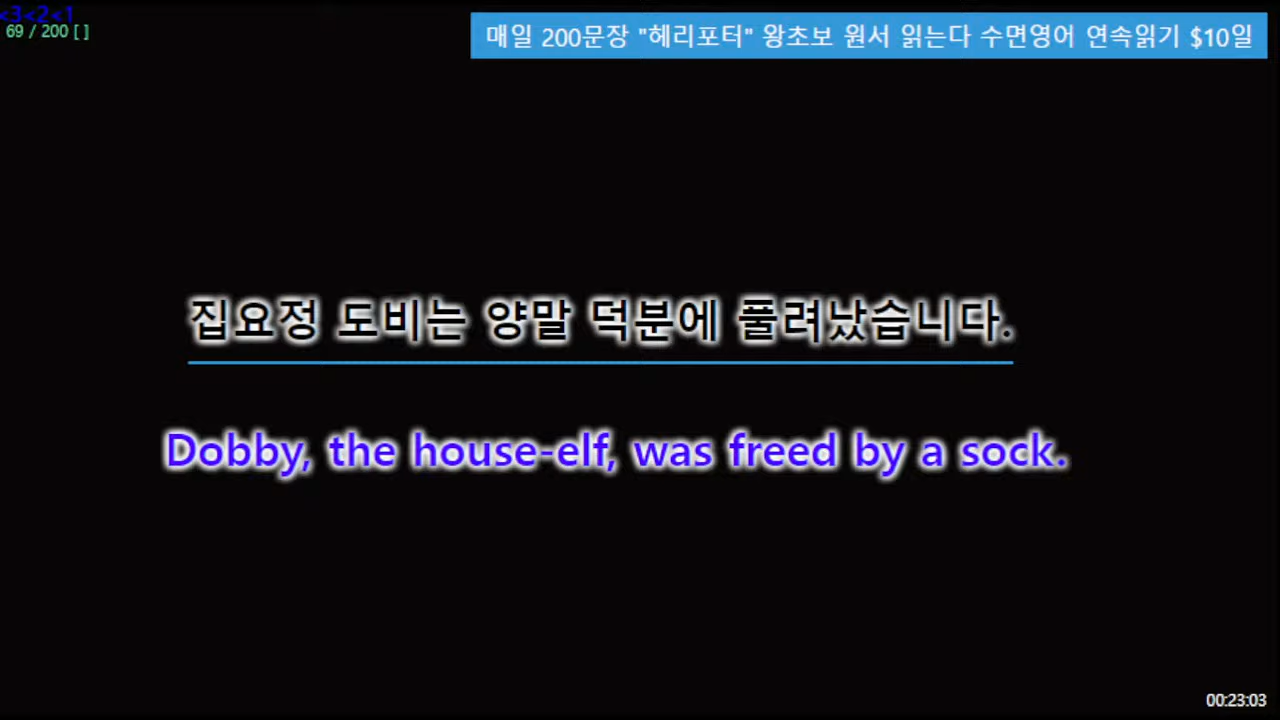 <3<2<1
69 / 200 [ ]
매일 200문장 "헤리포터" 왕초보 원서 읽는다 수면영어 연속읽기 $10일
집요정 도비는 양말 덕분에 풀려났습니다.
Dobby, the house-elf, was freed by a sock.
00:23:03